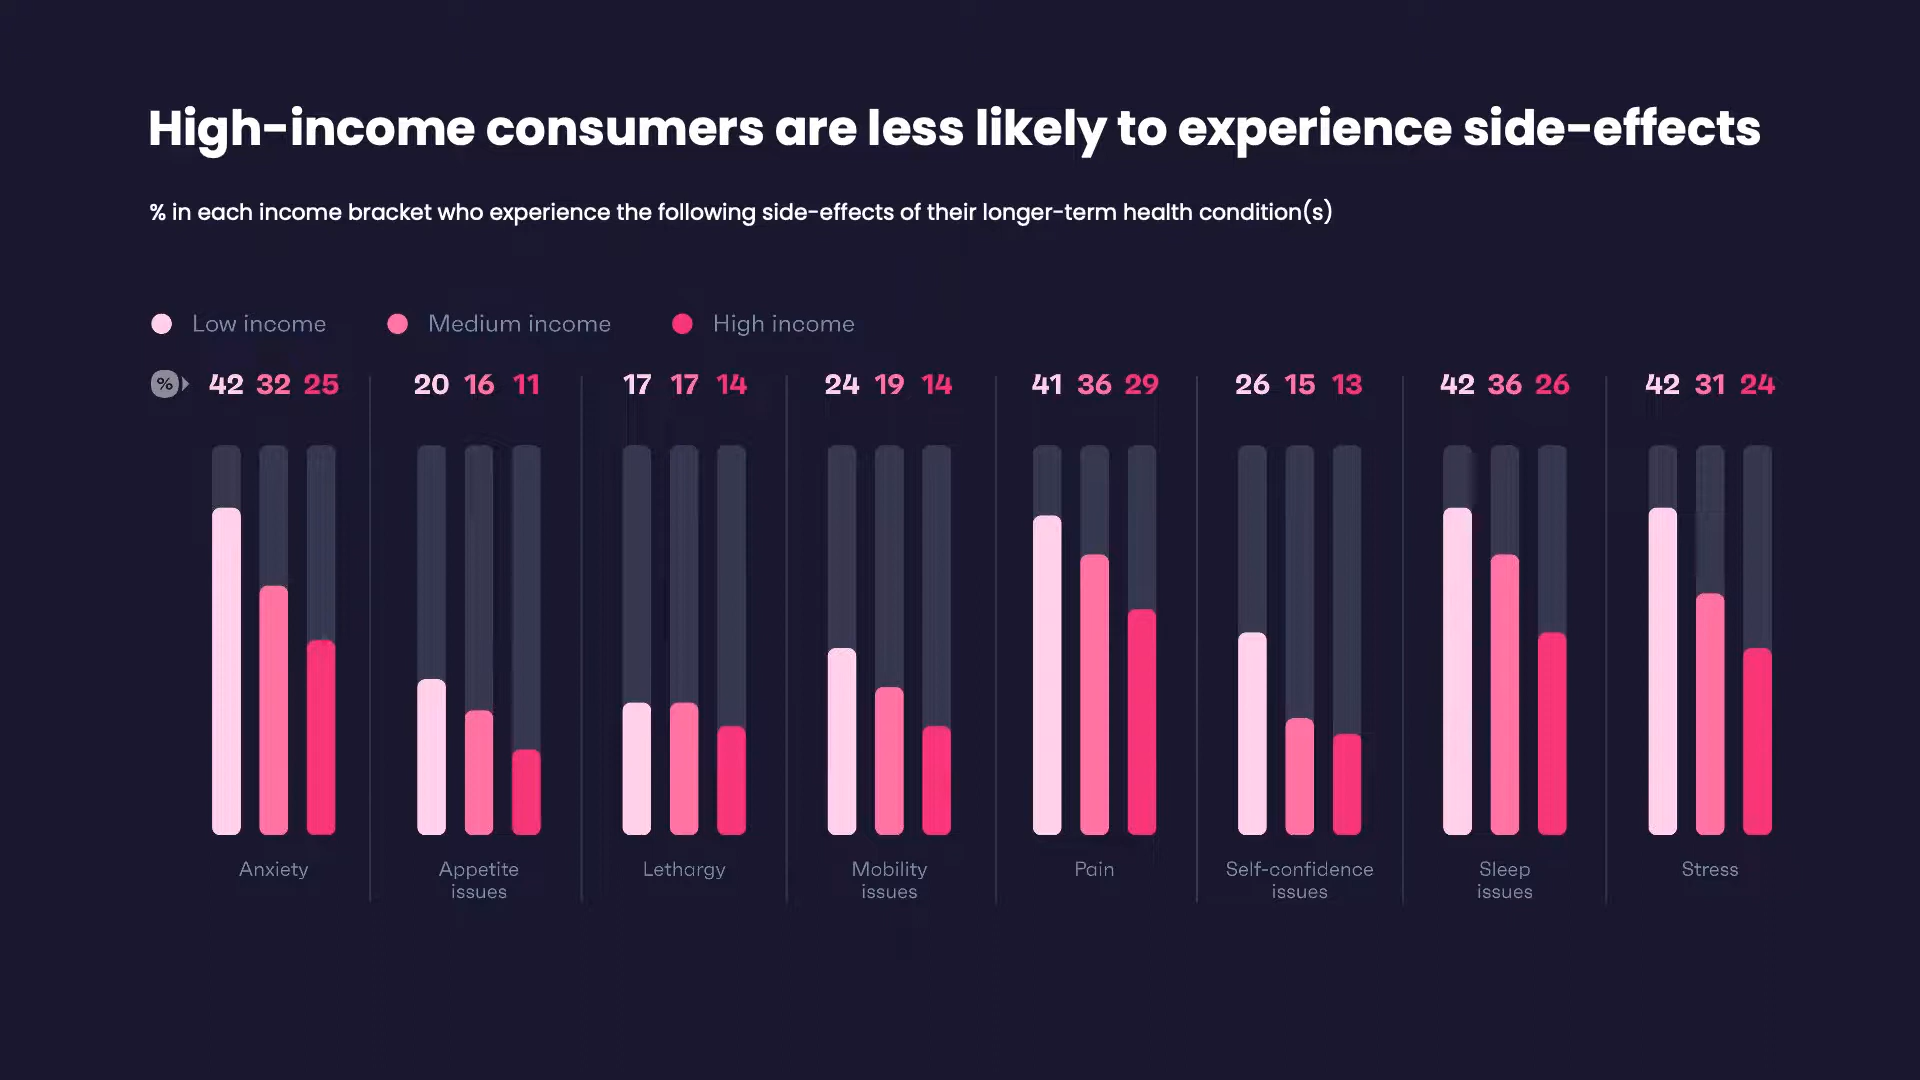 High-income consumers are less likely to experience side-effects
% in each income bracket who experience the following side-effects of their longer-term health condition(s)
Low income Medium income High income
% 42 32 25 20 16 11 17 17 14 24 19 14 41 36 29 26 15 13 42 36 26 42 31 24
Anxiety Appetite Lethargy Mobility Pain Self-confidence Sleep Stress
issues issues issues issues